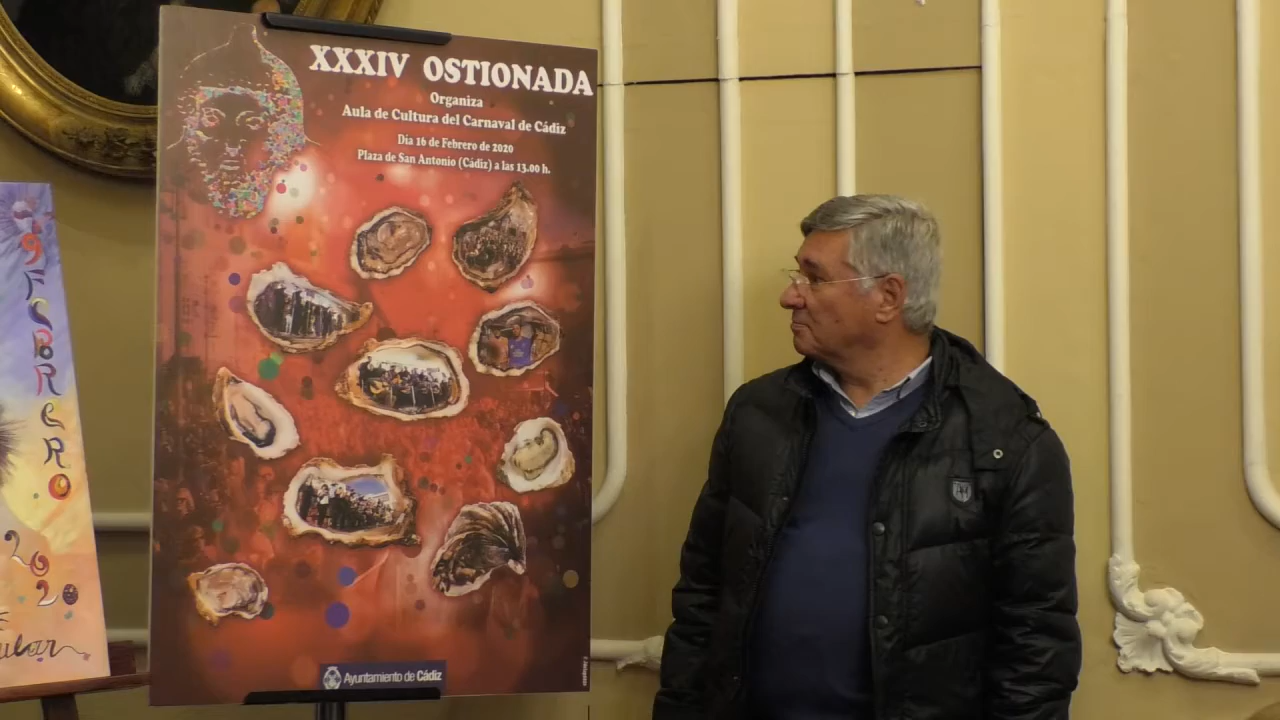 XXXIV OSTIONADA
Organiza
Aula de Cultura del Carnaval de Cádiz
Día 16 de Febrero de 2020
Plaza de San Antonio (Cádiz) a las 13.00 h.
Ayuntamiento de Cádiz
9 FEBRERO
2020
ular